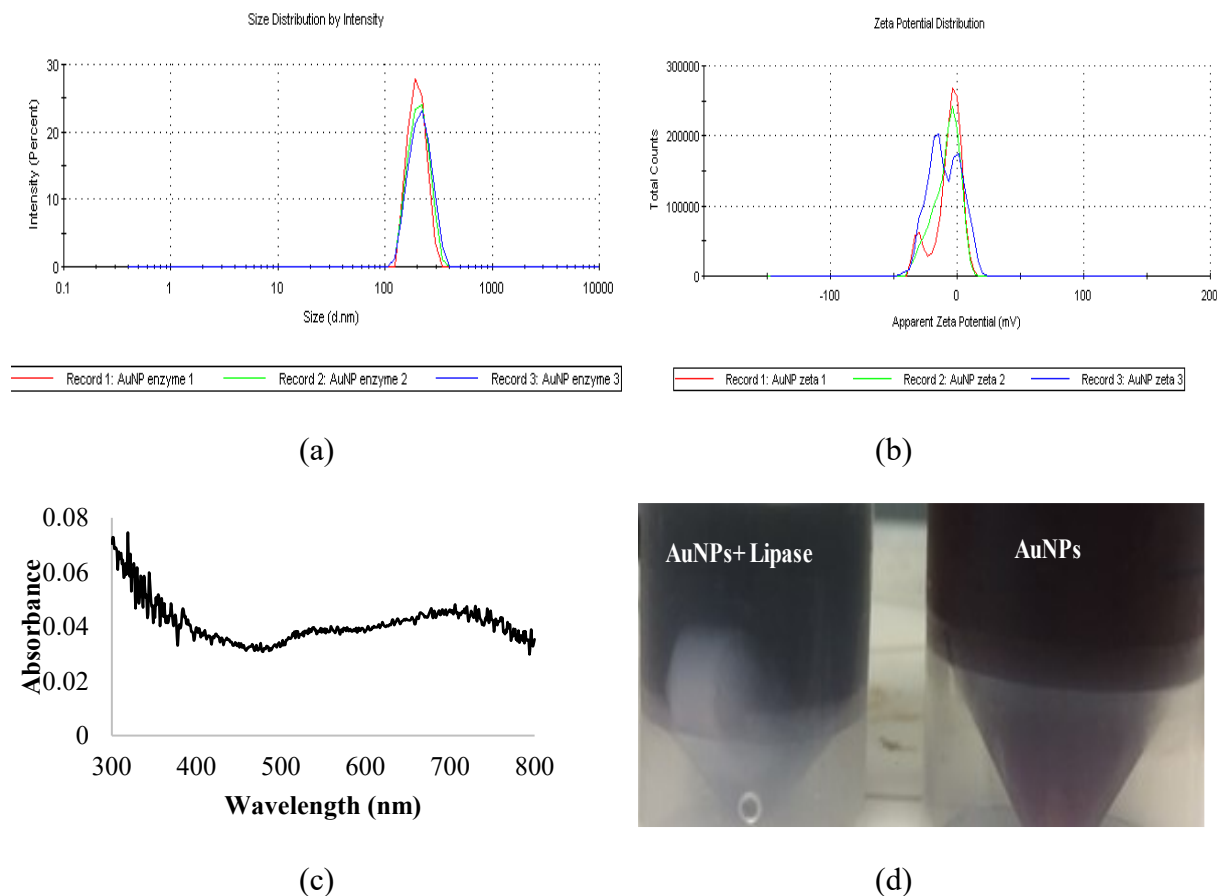 Size Distribution by Intensity
Intensity (Percent)
30
20
10
0
0.1 1 10 100 1000 10000
Size (d.nm)
Record 1: AuNP enzyme 1 Record 2: AuNP enzyme 2 Record 3: AuNP enzyme 3
(a)
Zeta Potential Distribution
Total Counts
300000
200000
100000
0
-100 0 100 200
Apparent Zeta Potential (mV)
Record 1: AuNP zeta 1 Record 2: AuNP zeta 2 Record 3: AuNP zeta 3
(b)
Absorbance
0.08
0.06
0.04
0.02
0
300 400 500 600 700 800
Wavelength (nm)
(c)
AuNPs+ Lipase
AuNPs
(d)